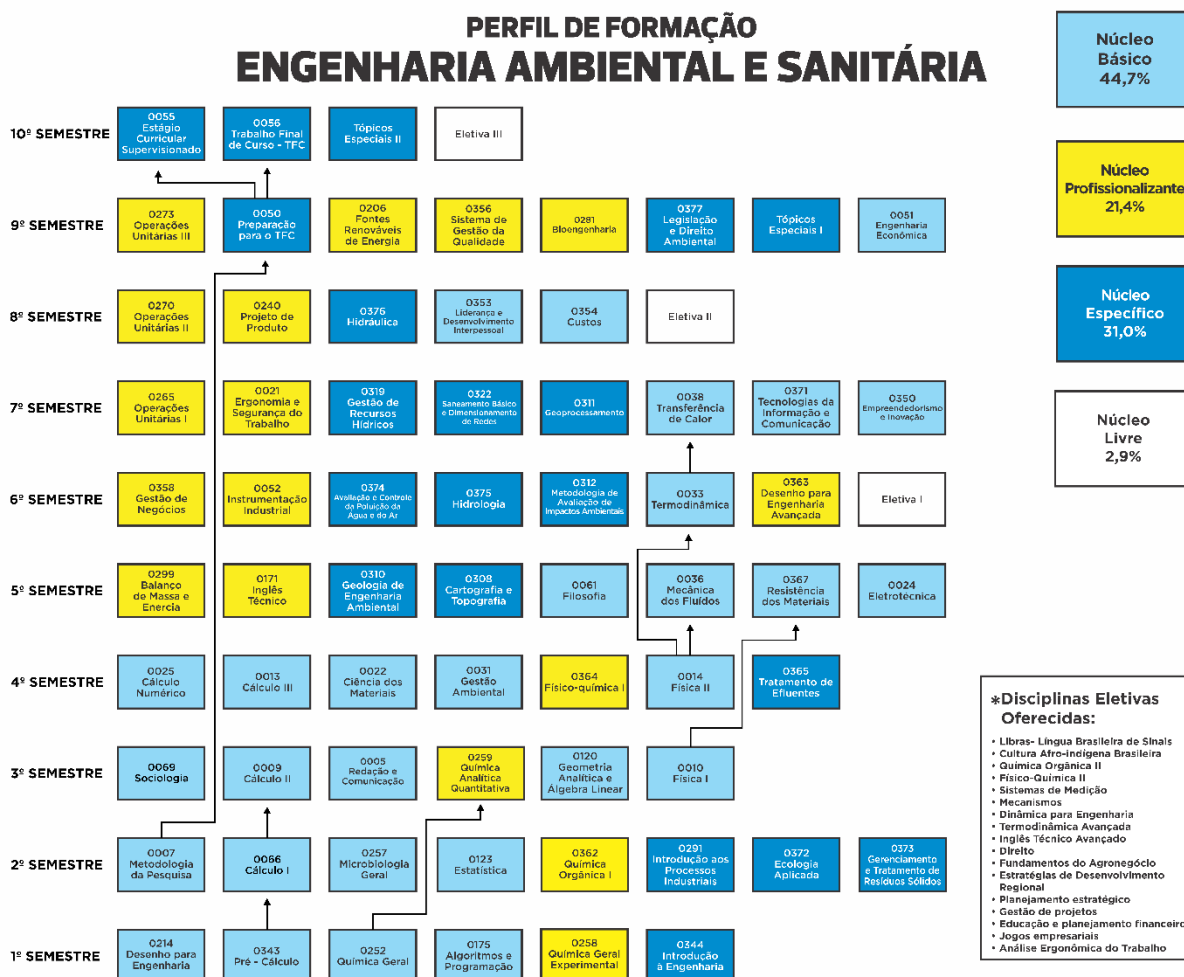 PERFIL DE FORMAÇÃO
ENGENHARIA AMBIENTAL E SANITÁRIA
Núcleo
Básico
44,7%
Núcleo
Profissionalizante
21,4%
Núcleo
Específico
31,0%
Núcleo
Livre
2,9%
10º SEMESTRE
0055
Estágio
Curricular
Supervisionado
0056
Trabalho Final
de Curso - TFC
Tópicos
Especiais II
Eletiva III
9º SEMESTRE
0273
Operações
Unitárias III
0050
Preparação
para o TFC
0206
Fontes
Renováveis
de Energia
0356
Sistema de
Gestão da
Qualidade
0281
Bioengenharia
0377
Legislação
e Direito
Ambiental
Tópicos
Especiais I
0051
Engenharia
Econômica
8º SEMESTRE
0270
Operações
Unitárias II
0240
Projeto de
Produto
0376
Hidráulica
0353
Liderança e
Desenvolvimento
Interpessoal
0354
Custos
Eletiva II
7º SEMESTRE
0265
Operações
Unitárias I
0021
Ergonomia e
Segurança do
Trabalho
0319
Gestão de
Recursos
Hídricos
0322
Saneamento Básico
e Dimensionamento
de Redes
0311
Geoprocessamento
0038
Transferência
de Calor
0371
Tecnologias da
Informação e
Comunicação
0350
Empreendedorismo
e Inovação
6º SEMESTRE
0358
Gestão de
Negócios
0052
Instrumentação
Industrial
0374
Avaliação e Controle
da Poluição da
Água e do Ar
0375
Hidrologia
0312
Metodologia de
Avaliação de
Impactos Ambientais
0033
Termodinâmica
0363
Desenho para
Engenharia
Avançada
Eletiva I
5º SEMESTRE
0299
Balanço
de Massa e
Enercia
0171
Inglês
Técnico
0310
Geologia de
Engenharia
Ambiental
0308
Cartografia e
Topografia
0061
Filosofia
0036
Mecânica
dos Fluídos
0367
Resistência
dos Materiais
0024
Eletrotécnica
4º SEMESTRE
0025
Cálculo
Numérico
0013
Cálculo III
0022
Ciência dos
Materiais
0031
Gestão
Ambiental
0364
Físico-química I
0014
Física II
0365
Tratamento de
Efluentes
3º SEMESTRE
0069
Sociologia
0009
Cálculo II
0005
Redação e
Comunicação
0259
Química
Analítica
Quantitativa
0120
Geometria
Analítica e
Álgebra Linear
0010
Física I
2º SEMESTRE
0007
Metodologia
da Pesquisa
0066
Cálculo I
0257
Microbiologia
Geral
0123
Estatística
0362
Química
Orgânica I
0291
Introdução aos
Processos
Industriais
0372
Ecologia
Aplicada
0373
Gerenciamento
e Tratamento de
Resíduos Sólidos
1º SEMESTRE
0214
Desenho para
Engenharia
0343
Pré - Cálculo
0252
Química Geral
0175
Algoritmos e
Programação
0258
Química Geral
Experimental
0344
Introdução
à Engenharia
*Disciplinas Eletivas
Oferecidas:
• Libras- Língua Brasileira de Sinais
• Cultura Afro-indígena Brasileira
• Química Orgânica II
• Físico-Química II
• Sistemas de Medição
• Mecanismos
• Dinâmica para Engenharia
• Termodinâmica Avançada
• Inglês Técnico Avançado
• Direito
• Fundamentos do Agronegócio
• Estratégias de Desenvolvimento
Regional
• Planejamento estratégico
• Gestão de projetos
• Educação e planejamento financeiro
• Jogos empresariais
• Análise Ergonômica do Trabalho